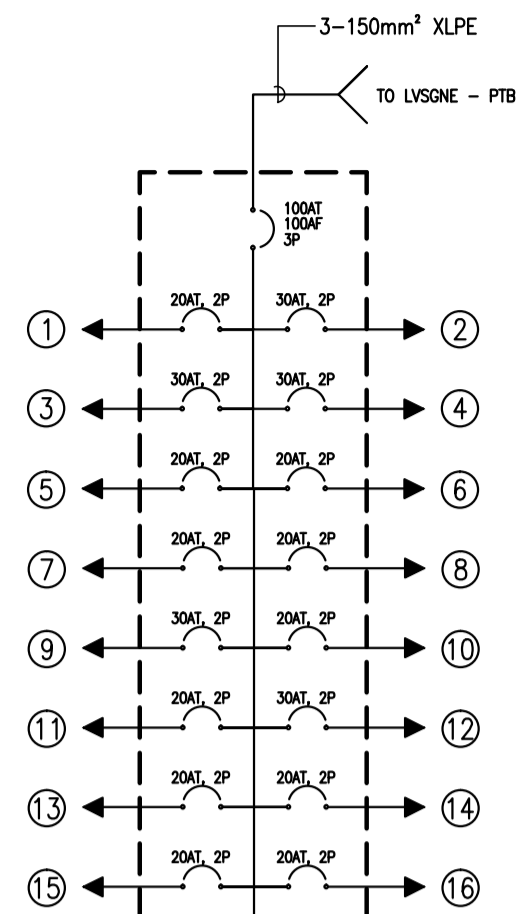 3-150mm² XLPE
TO LVSGNE - PTB
100AT
100AF
3P
20AT, 2P 30AT, 2P
1 2
30AT, 2P 30AT, 2P
3 4
20AT, 2P 20AT, 2P
5 6
20AT, 2P 20AT, 2P
7 8
30AT, 2P 20AT, 2P
9 10
20AT, 2P 30AT, 2P
11 12
20AT, 2P 20AT, 2P
13 14
20AT, 2P 20AT, 2P
15 16